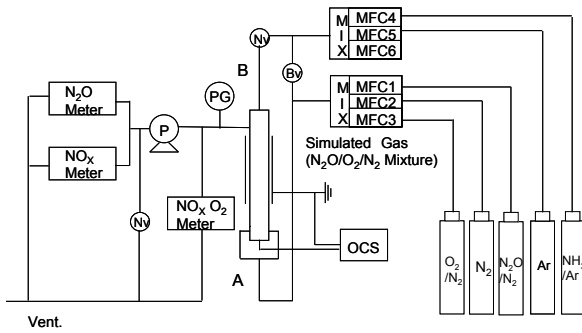 M MFC4
I MFC5
X MFC6
Nv
B
Bv
N2O
Meter
PG
M MFC1
I MFC2
X MFC3
P
Simulated Gas
(N2O/O2/N2 Mixture)
NOX
Meter
NOX O2
Meter
Nv
OCS
A
O2
/N2
N2
N2O
/N2
Ar
NH3
/Ar
Vent.